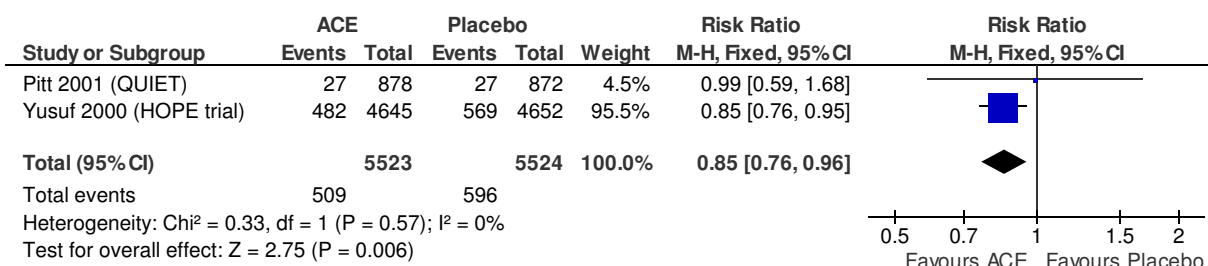 ACE Placebo Risk Ratio Risk Ratio
Study or Subgroup Events Total Events Total Weight M-H, Fixed, 95% CI M-H, Fixed, 95% CI
Pitt 2001 (QUIET) 27 878 27 872 4.5% 0.99 [0.59, 1.68]
Yusuf 2000 (HOPE trial) 482 4645 569 4652 95.5% 0.85 [0.76, 0.95]
Total (95% CI) 5523 5524 100.0% 0.85 [0.76, 0.96]
Total events 509 596
Heterogeneity: Chi² = 0.33, df = 1 (P = 0.57); I² = 0%
Test for overall effect: Z = 2.75 (P = 0.006)
0.5 0.7 1 1.5 2
Favours ACE Favours Placebo